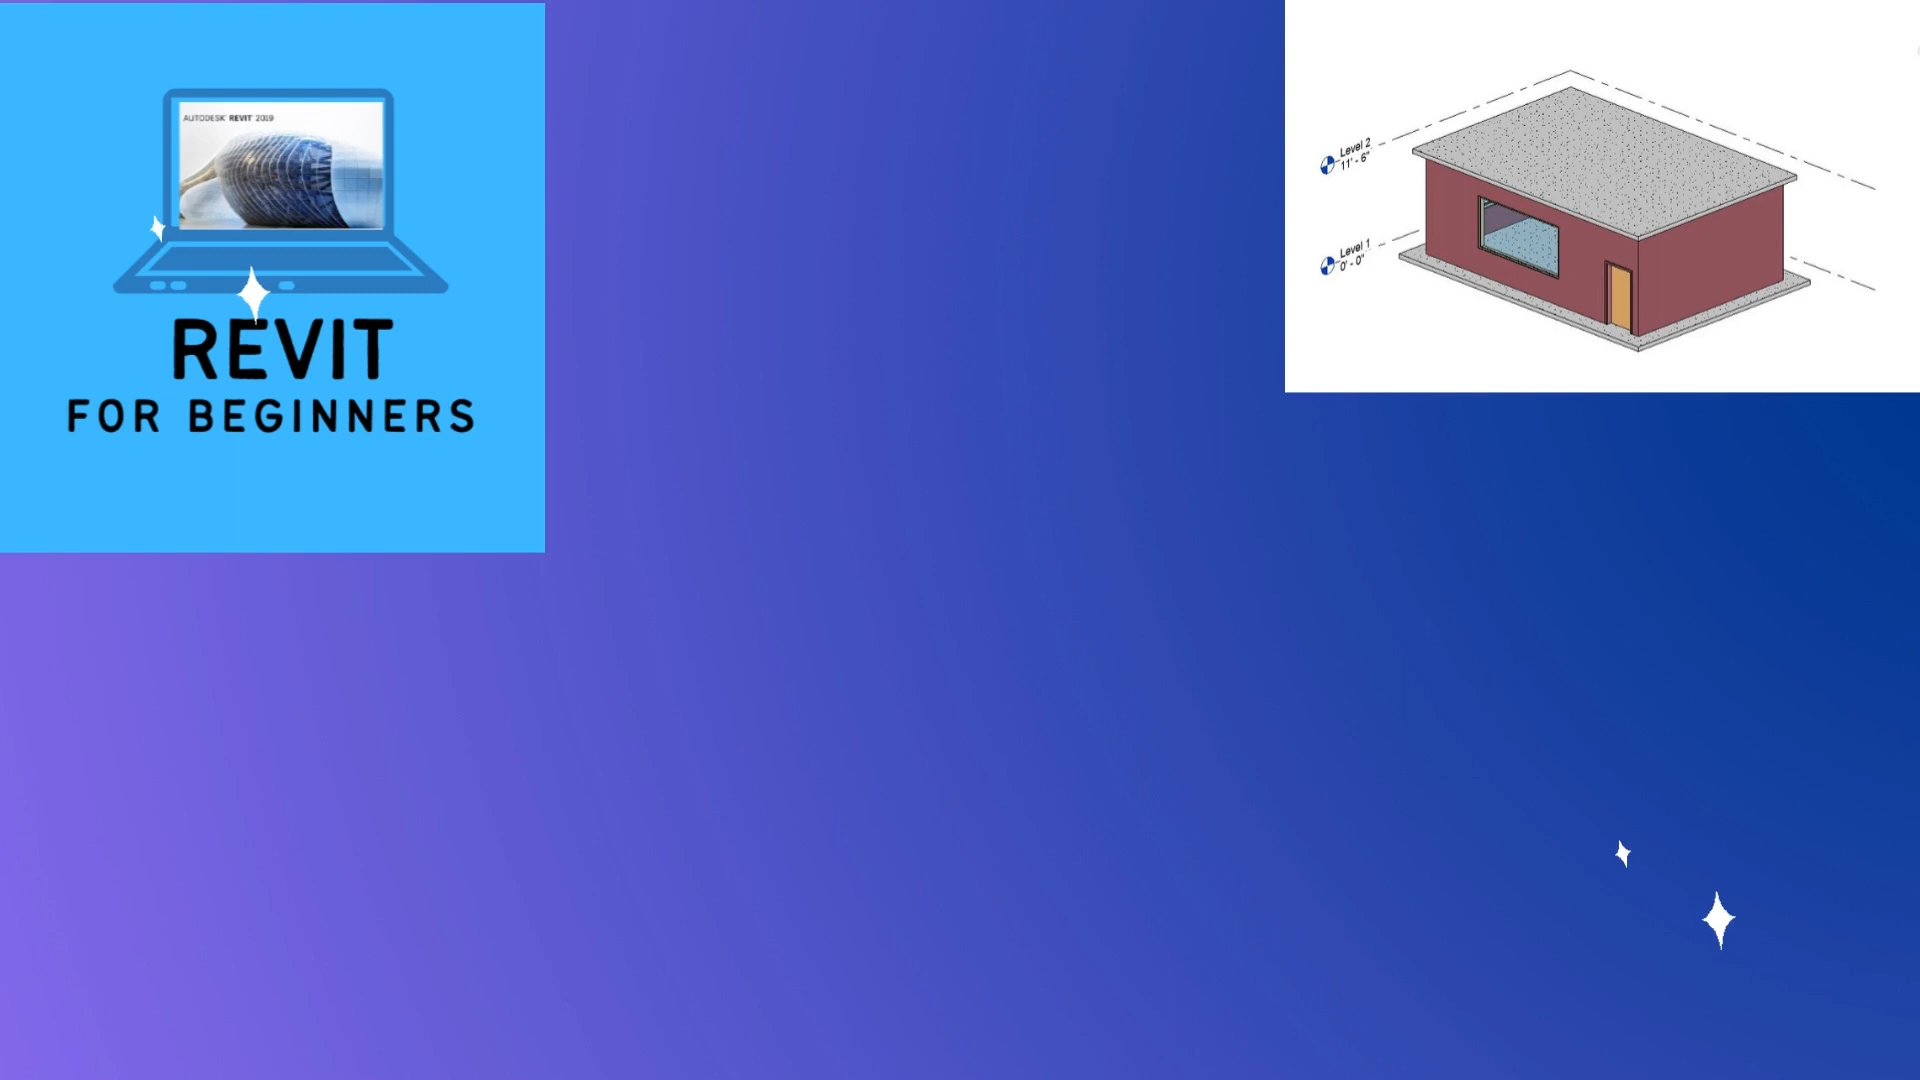 AUTODESK REVIT 2019
REVIT
FOR BEGINNERS
Level 2
11' - 6"
Level 1
0' - 0"